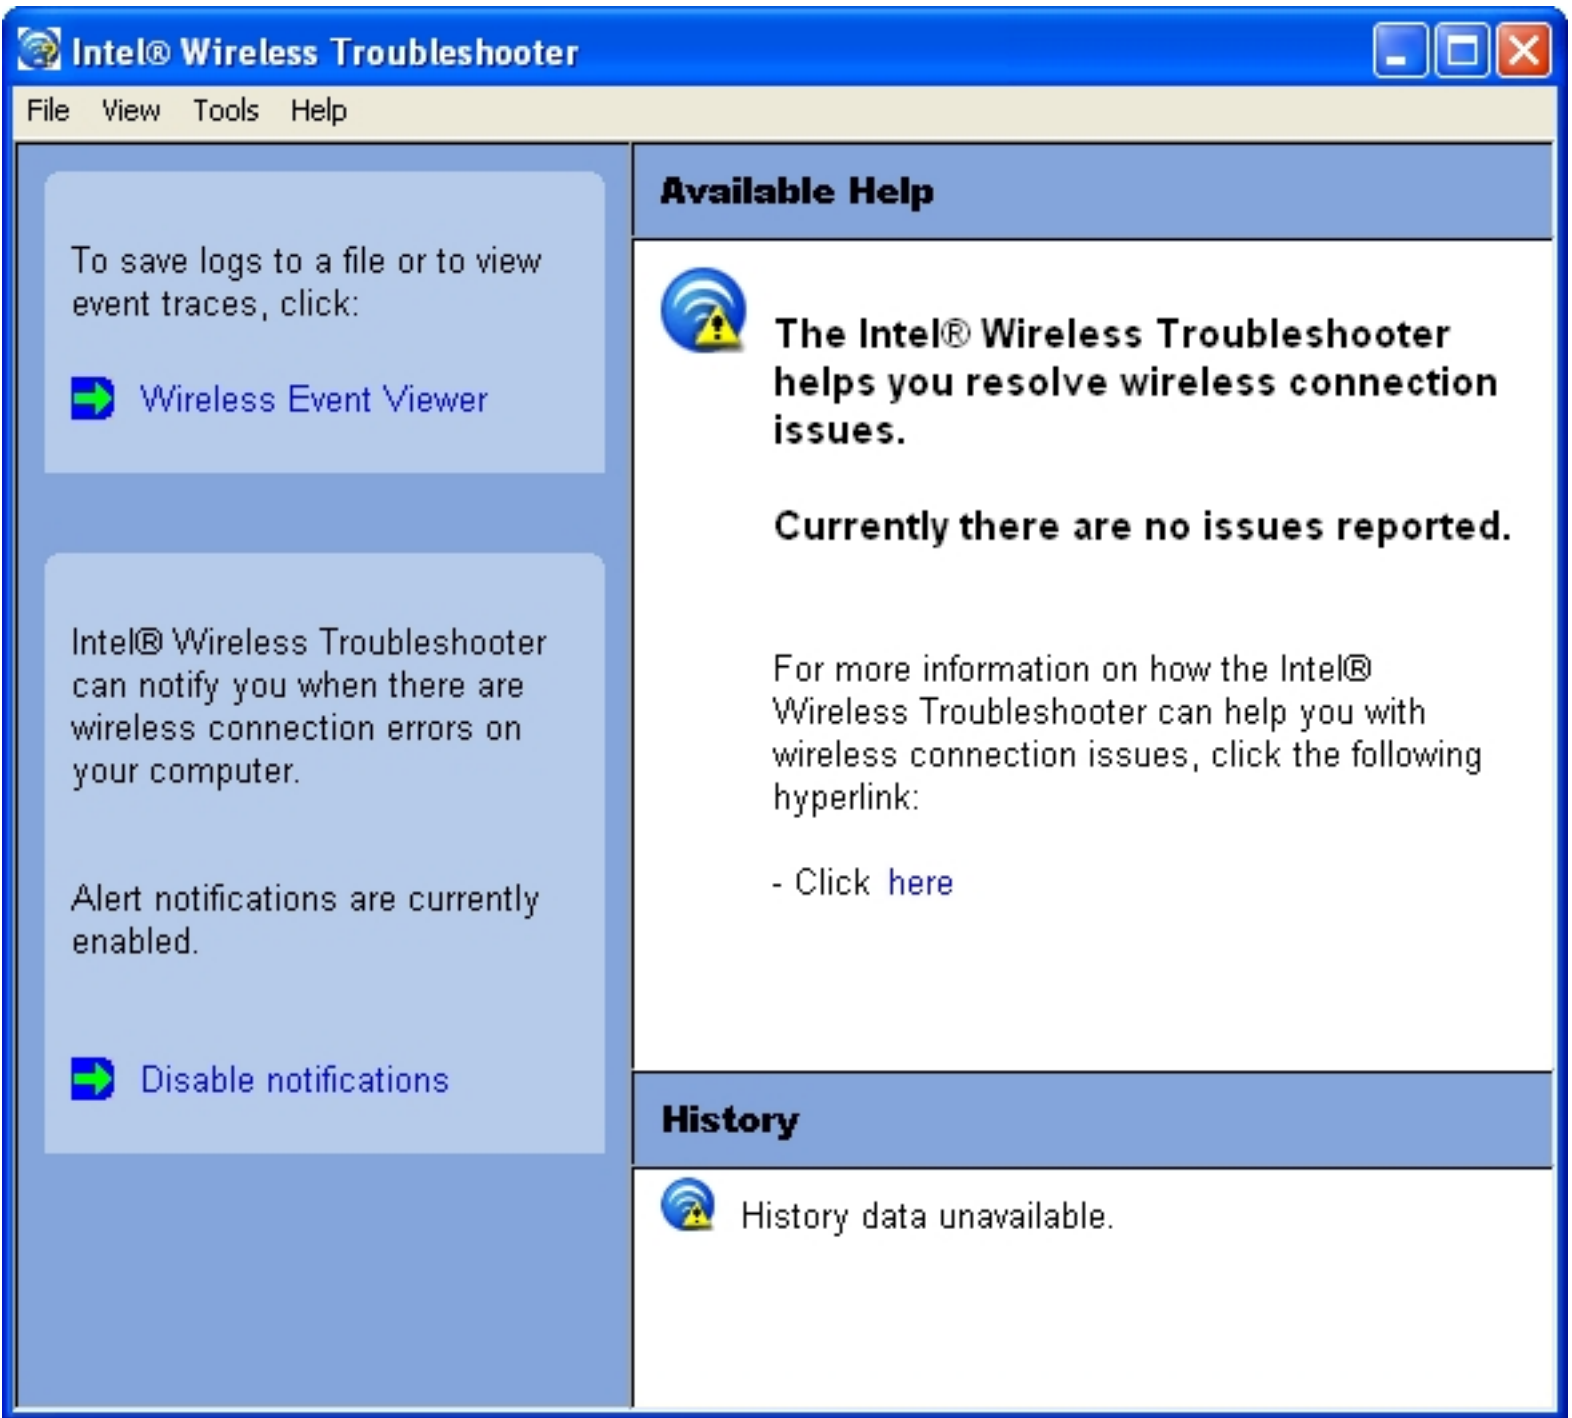 Intel® Wireless Troubleshooter
File View Tools Help
To save logs to a file or to view
event traces, click:
Wireless Event Viewer
Intel® Wireless Troubleshooter
can notify you when there are
wireless connection errors on
your computer.
Alert notifications are currently
enabled.
Disable notifications
Available Help
The Intel® Wireless Troubleshooter
helps you resolve wireless connection
issues.
Currently there are no issues reported.
For more information on how the Intel®
Wireless Troubleshooter can help you with
wireless connection issues, click the following
hyperlink:
- Click here
History
History data unavailable.